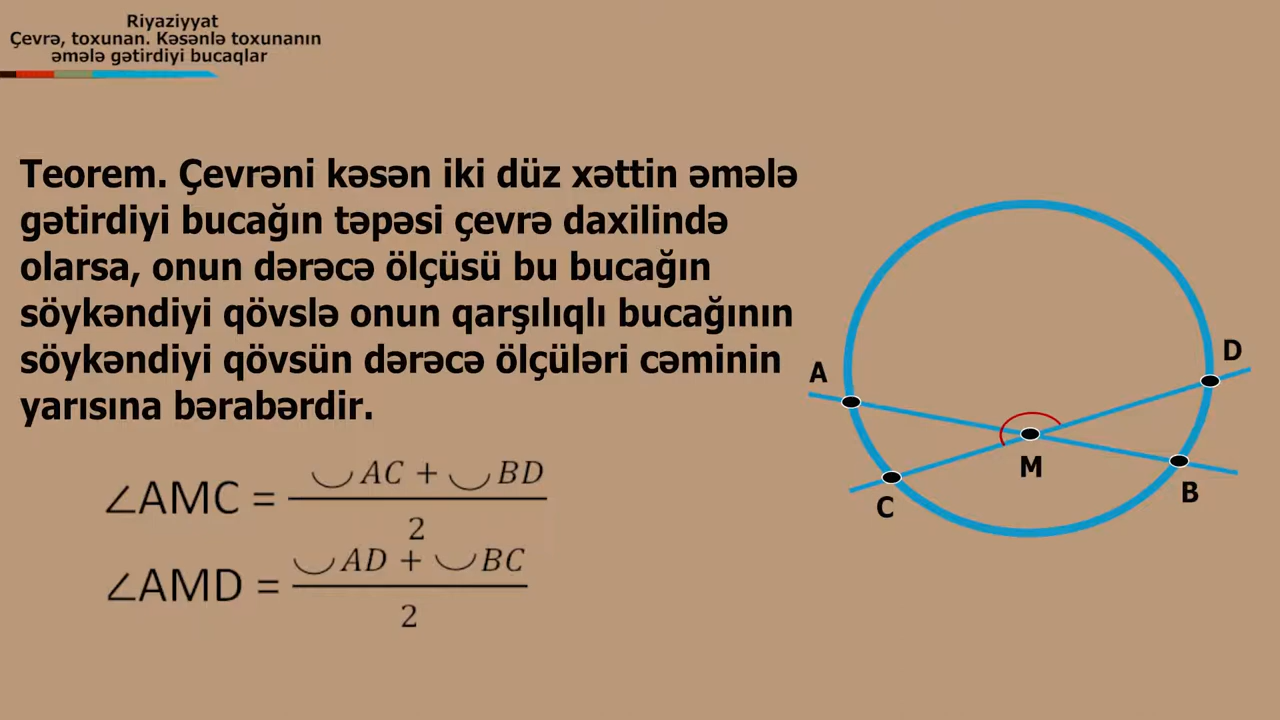 Riyaziyyat
Çevrə, toxunan. Kəsənlə toxunanın
əmələ gətirdiyi bucaqlar
Teorem. Çevrəni kəsən iki düz xəttin əmələ
gətirdiyi bucağın təpəsi çevrə daxilində
olarsa, onun dərəcə ölçüsü bu bucağın
söykəndiyi qövslə onun qarşılıqlı bucağının
söykəndiyi qövsün dərəcə ölçüləri cəminin
yarısına bərabərdir.
∠AMC = (◡AC + ◡BD) / 2
∠AMD = (◡AD + ◡BC) / 2
A
D
M
C
B